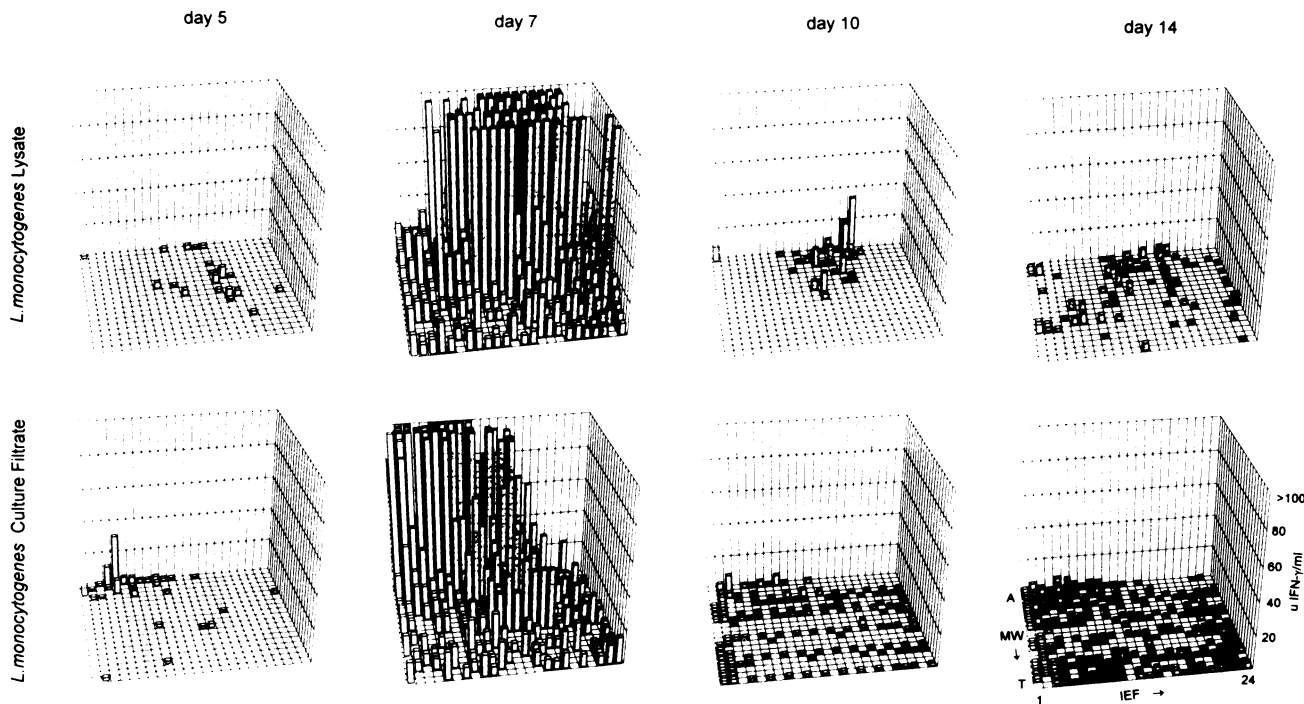 day 5
day 7
day 10
day 14
L. monocytogenes Lysate
L. monocytogenes Culture Filtrate
>100
80
60
40
20
u IFN-γ/ml
A
MW
↓
T
1
IEF →
24